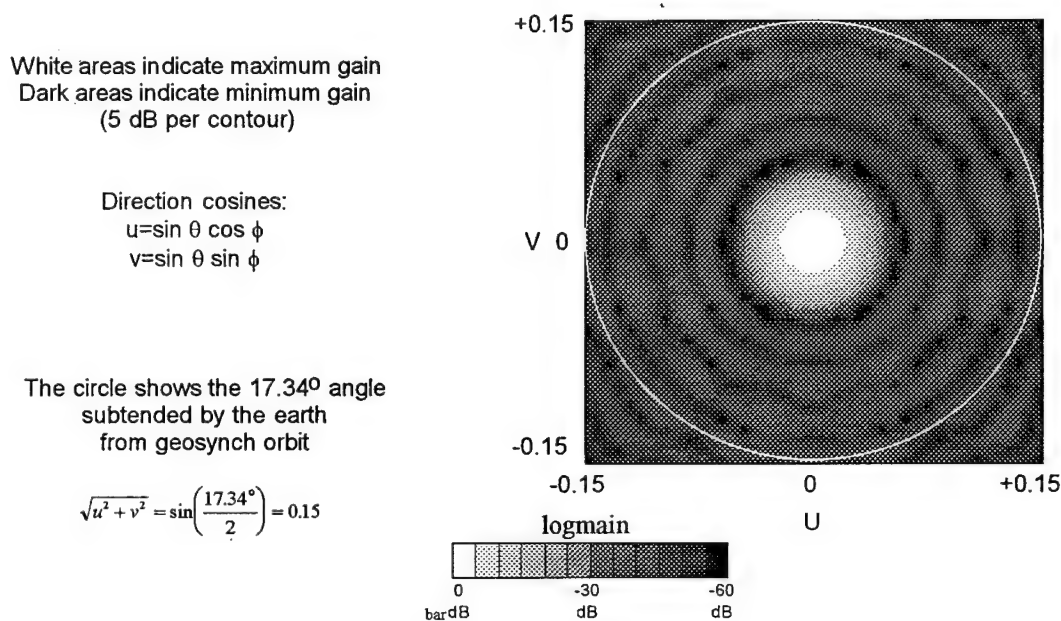 White areas indicate maximum gain
Dark areas indicate minimum gain
(5 dB per contour)
Direction cosines:
u=sin θ cos ϕ
v=sin θ sin ϕ
The circle shows the 17.34º angle
subtended by the earth
from geosynch orbit
√u² + v² = sin(17.34°/2) = 0.15
+0.15
V 0
-0.15
-0.15 0 +0.15
U
logmain
0 -30 -60
bar dB dB dB